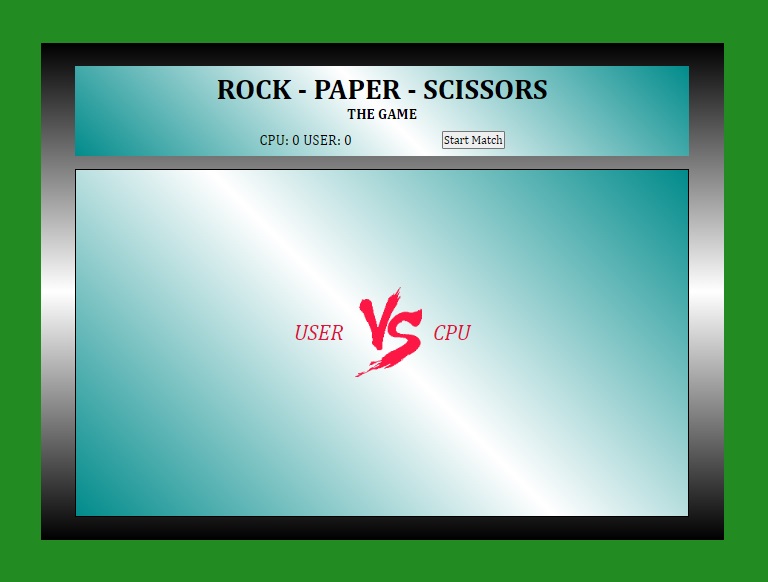 ROCK - PAPER - SCISSORS
THE GAME
CPU: 0 USER: 0 Start Match
USER VS CPU